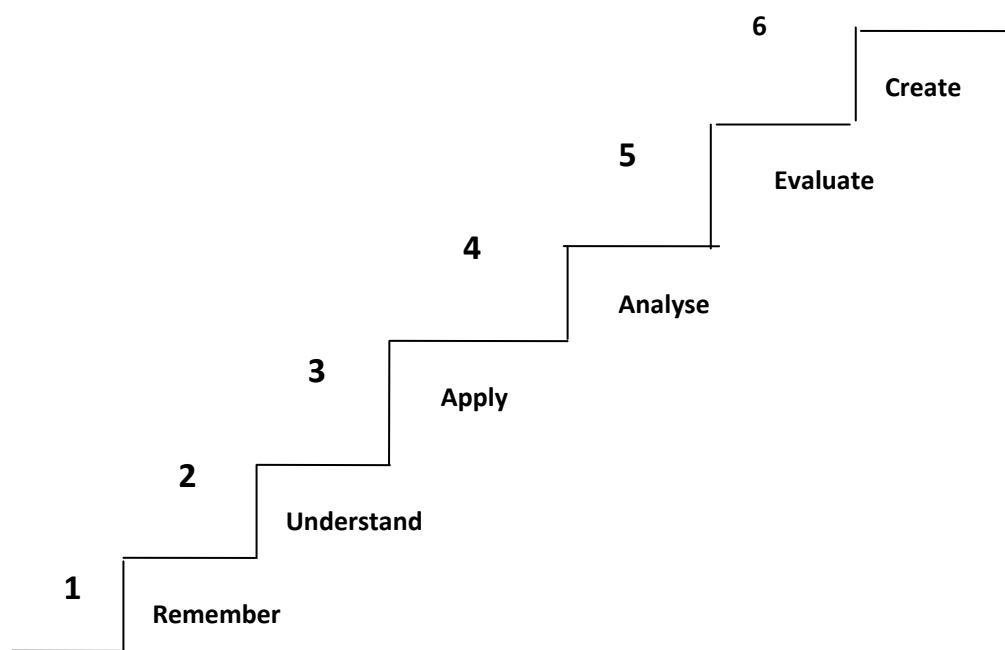 6
Create
5
Evaluate
4
Analyse
3
Apply
2
Understand
1
Remember